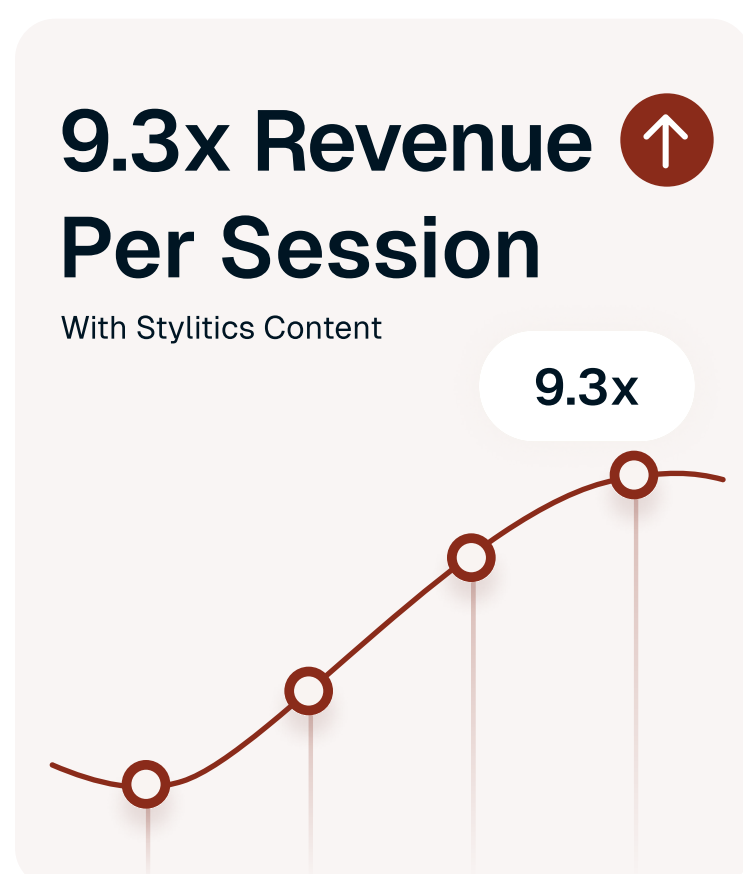 9.3x Revenue
Per Session
With Stylitics Content
9.3x